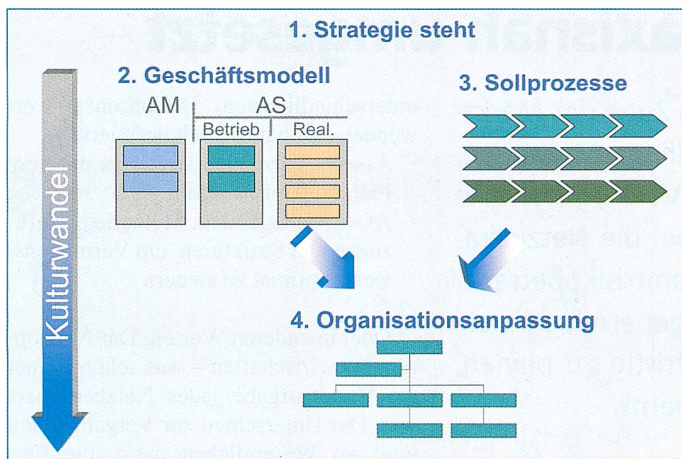 1. Strategie steht
2. Geschäftsmodell
3. Sollprozesse
AM
AS
Betrieb
Real.
Kulturwandel
4. Organisationsanpassung